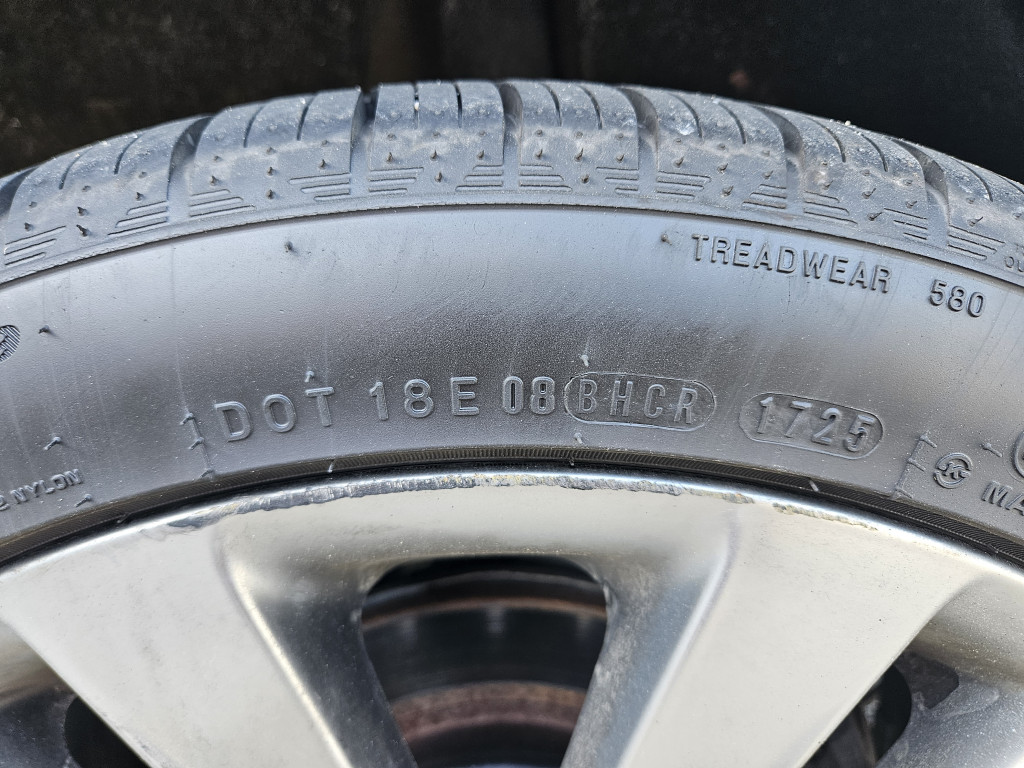 TREADWEAR 580
DOT 18E 08 BHCR 1725
NYLON